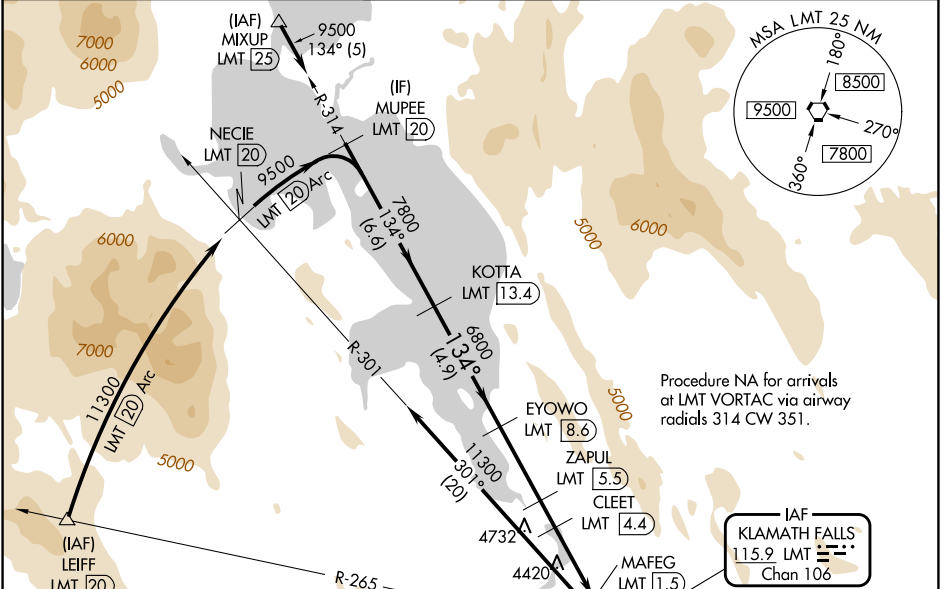 (IAF)
MIXUP
LMT 25
9500
134° (5)
7000
6000
5000
R-314
(IF)
MUPEE
LMT 20
NECIE
LMT 20
9500
LMT 20 Arc
MSA LMT 25 NM
180°
8500
9500
270°
7800
360°
7800
134°
(6.6)
5000
6000
6000
KOTTA
LMT 13.4
7000
R-301
6800
134°
(4.9)
11300
LMT 20 Arc
Procedure NA for arrivals
at LMT VORTAC via airway
radials 314 CW 351.
5000
EYOWO
LMT 8.6
5000
11300
301°
(20)
ZAPUL
LMT 5.5
CLEET
LMT 4.4
4732
(IAF)
LEIFF
LMT 20
IAF
KLAMATH FALLS
115.9 LMT
Chan 106
4420
MAFEG
LMT 1.5
R-265